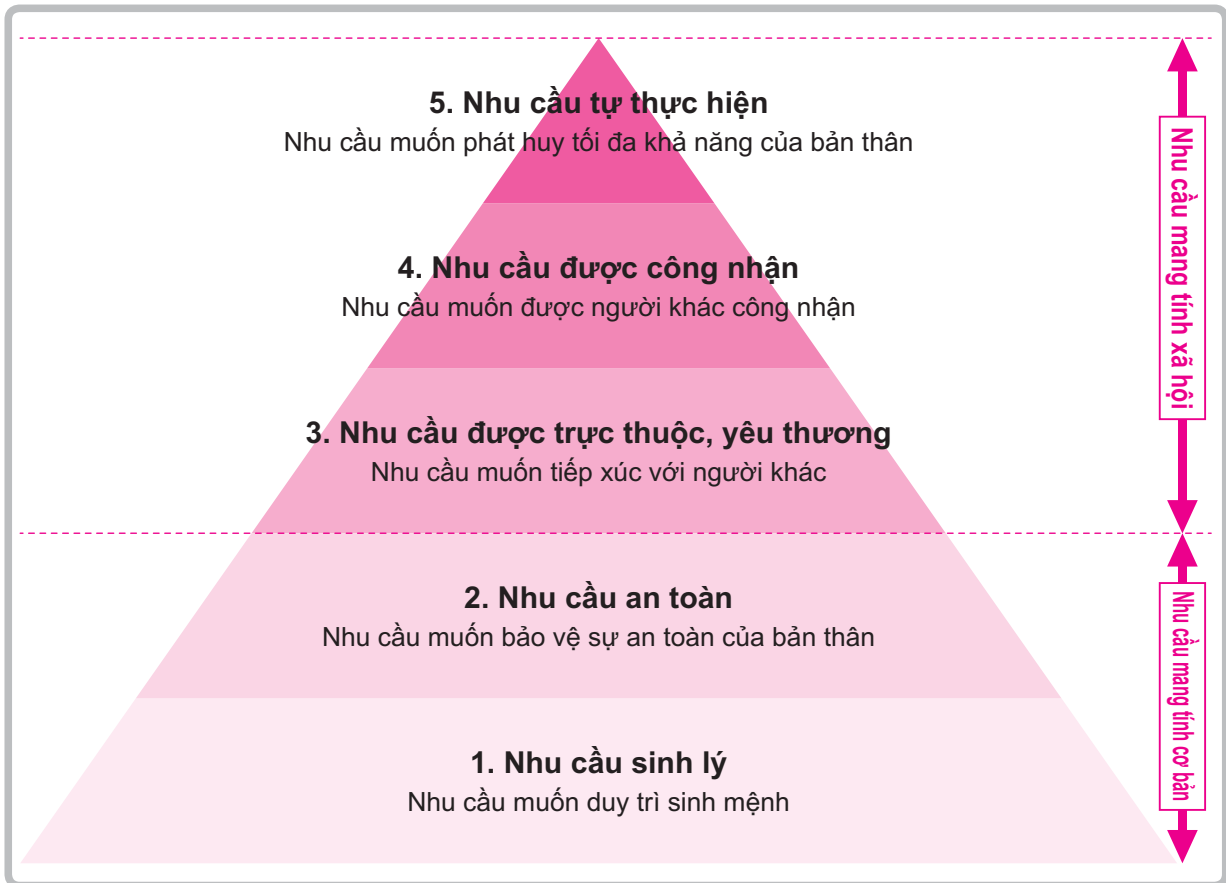 5. Nhu cầu tự thực hiện
Nhu cầu muốn phát huy tối đa khả năng của bản thân
4. Nhu cầu được công nhận
Nhu cầu muốn được người khác công nhận
3. Nhu cầu được trực thuộc, yêu thương
Nhu cầu muốn tiếp xúc với người khác
2. Nhu cầu an toàn
Nhu cầu muốn bảo vệ sự an toàn của bản thân
1. Nhu cầu sinh lý
Nhu cầu muốn duy trì sinh mệnh
Nhu cầu mang tính xã hội
Nhu cầu mang tính cơ bản